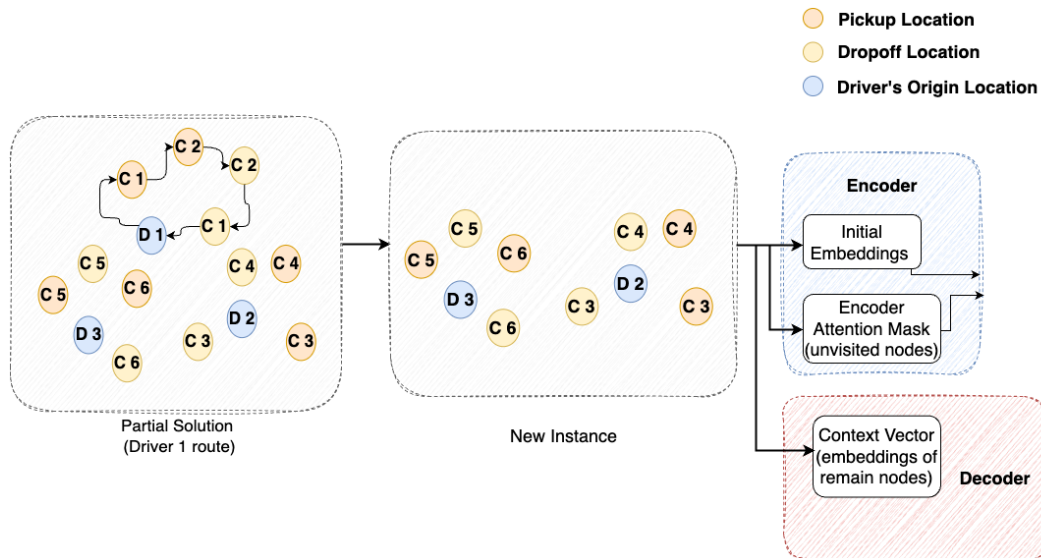 Pickup Location
Dropoff Location
Driver's Origin Location
C 2
C 1
C 2
D 1
C 1
C 5
C 4
C 4
C 5
C 6
D 3
D 2
C 3
C 3
C 6
Partial Solution
(Driver 1 route)
C 5
C 4
C 4
C 5
C 6
D 3
D 2
C 3
C 3
C 6
New Instance
Encoder
Initial
Embeddings
Encoder
Attention Mask
(unvisited nodes)
Context Vector
(embeddings of
remain nodes)
Decoder